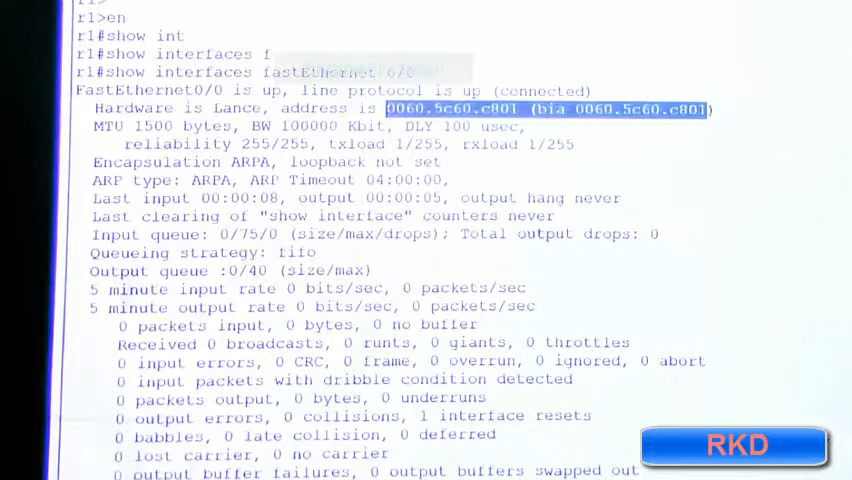 r1>
r1>en
r1#show int
r1#show interfaces f
r1#show interfaces fastEthernet 0/0
FastEthernet0/0 is up, line protocol is up (connected)
Hardware is Lance, address is 0060.5c60.c801 (bia 0060.5c60.c801)
MTU 1500 bytes, BW 100000 Kbit, DLY 100 usec,
reliability 255/255, txload 1/255, rxload 1/255
Encapsulation ARPA, loopback not set
ARP type: ARPA, ARP Timeout 04:00:00,
Last input 00:00:08, output 00:00:05, output hang never
Last clearing of "show interface" counters never
Input queue: 0/75/0 (size/max/drops); Total output drops: 0
Queueing strategy: fifo
Output queue :0/40 (size/max)
5 minute input rate 0 bits/sec, 0 packets/sec
5 minute output rate 0 bits/sec, 0 packets/sec
0 packets input, 0 bytes, 0 no buffer
Received 0 broadcasts, 0 runts, 0 giants, 0 throttles
0 input errors, 0 CRC, 0 frame, 0 overrun, 0 ignored, 0 abort
0 input packets with dribble condition detected
0 packets output, 0 bytes, 0 underruns
0 output errors, 0 collisions, 1 interface resets
0 babbles, 0 late collision, 0 deferred
0 lost carrier, 0 no carrier
0 output buffer failures, 0 output buffers swapped out
RKD